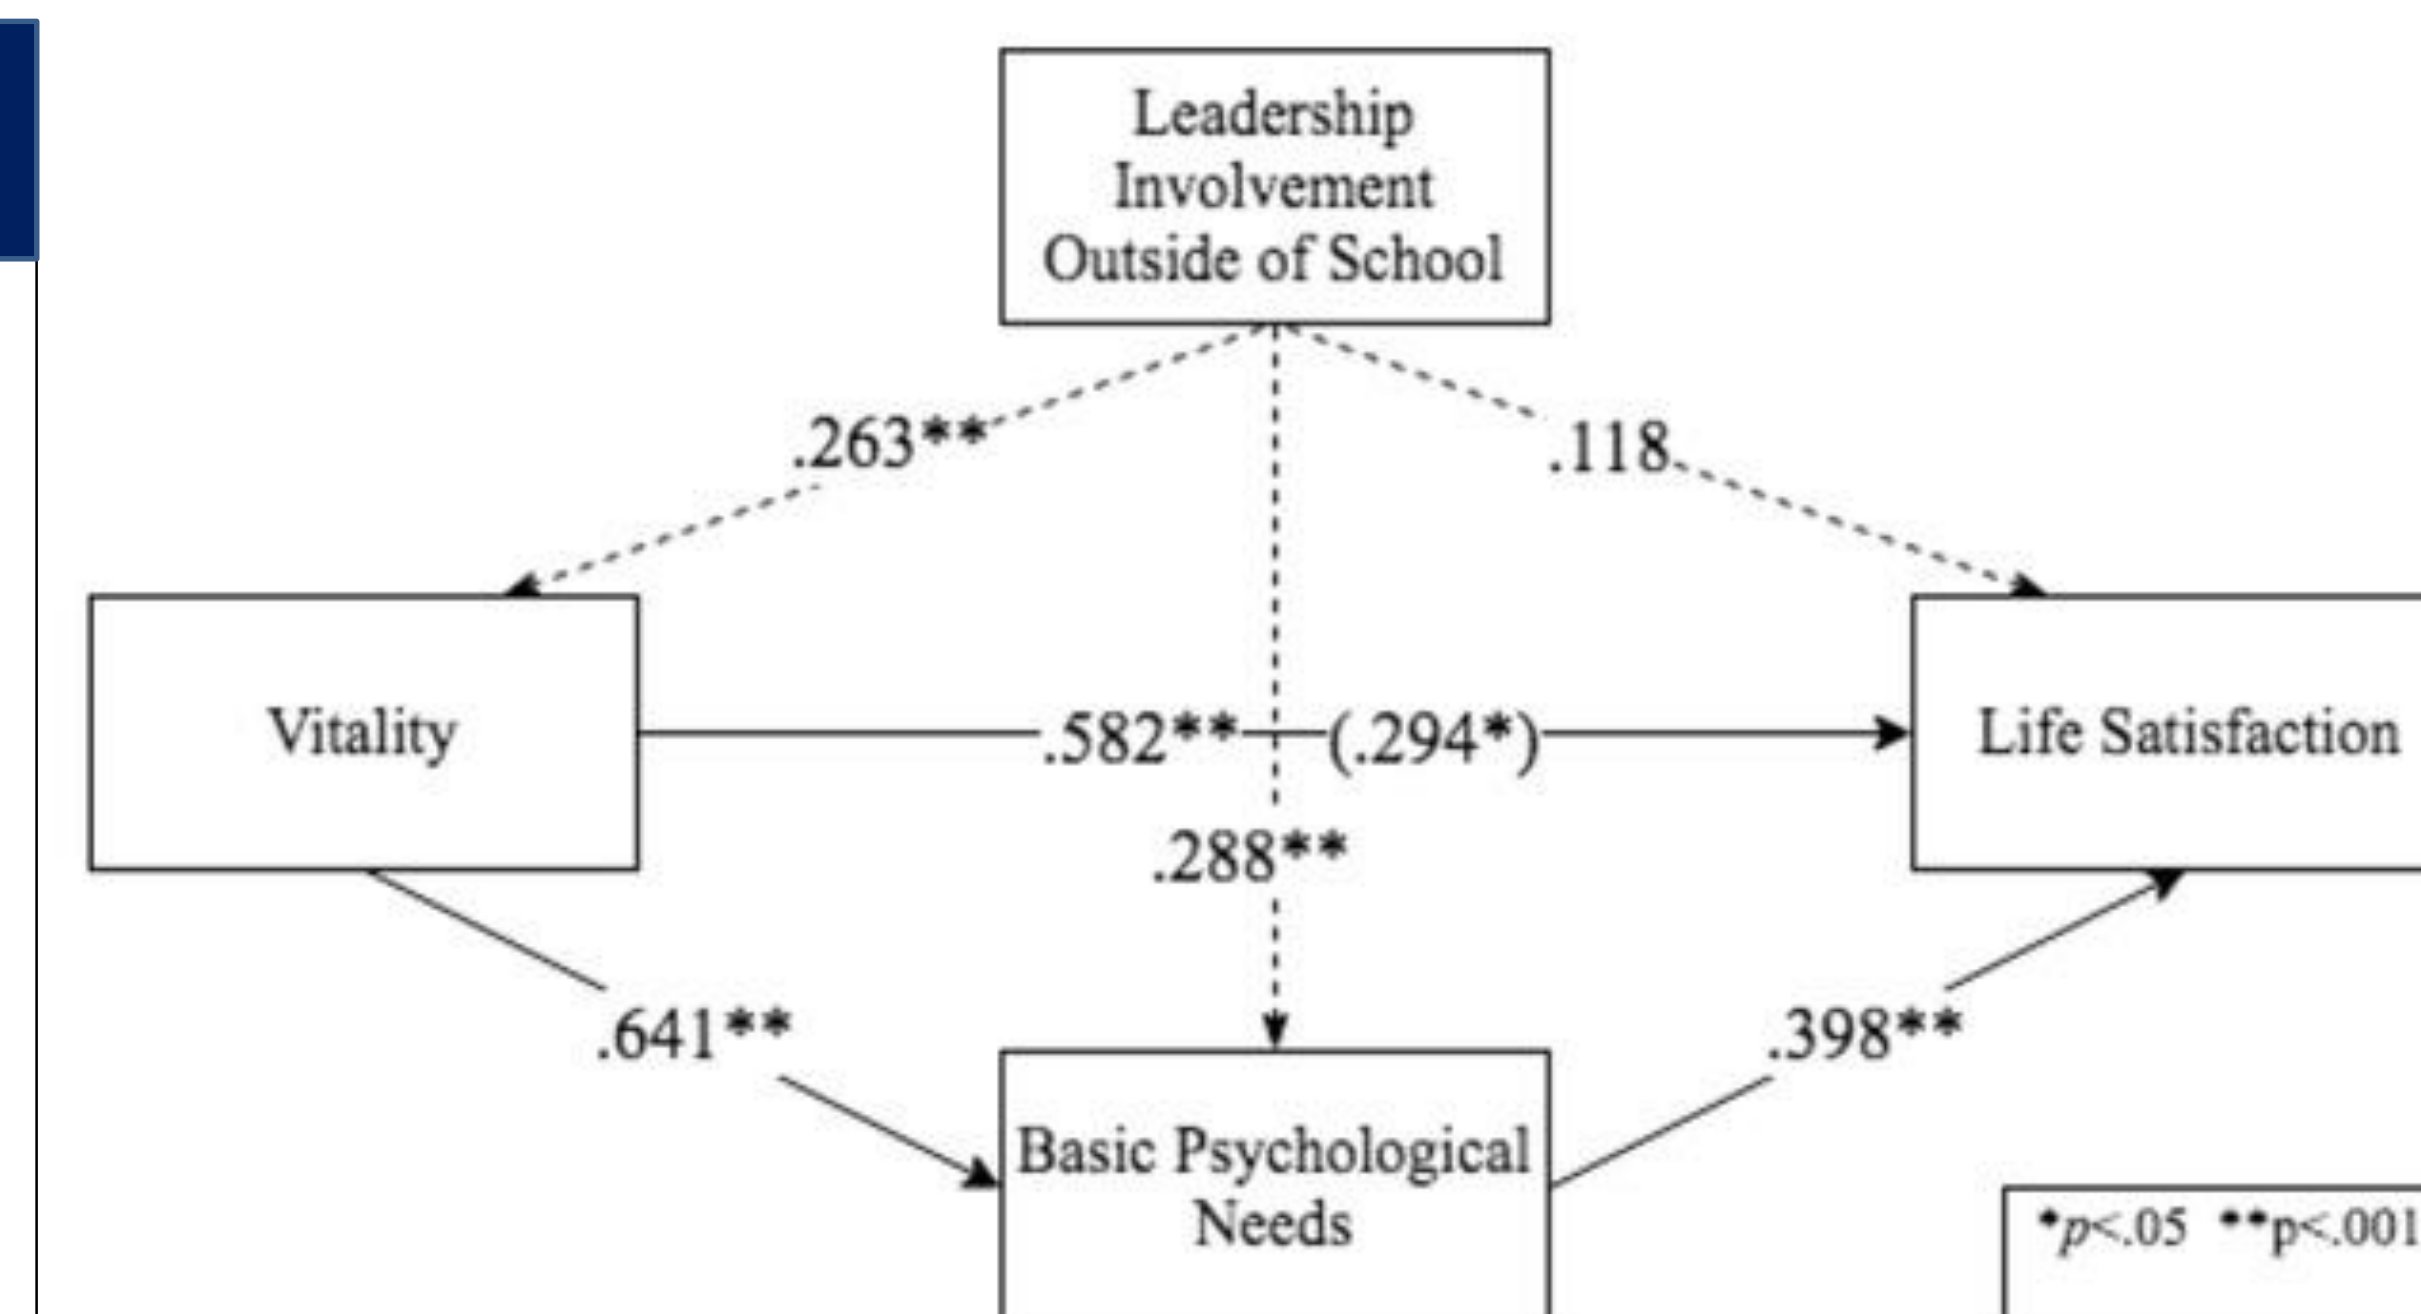 Leadership
Involvement
Outside of School
.263**
.118
Vitality
.582**
(.294*)
Life Satisfaction
.288**
.641**
.398**
Basic Psychological
Needs
*p<.05 **p<.001